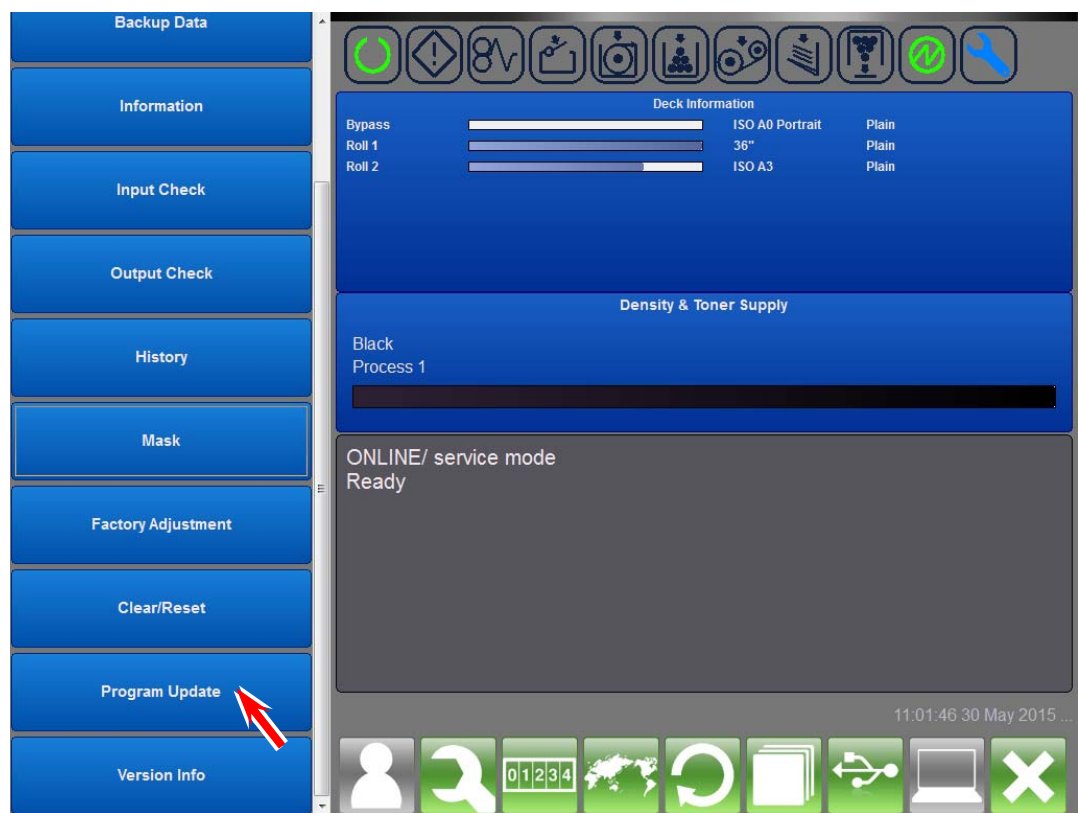 Backup Data
Information
Input Check
Output Check
History
Mask
Factory Adjustment
Clear/Reset
Program Update
Version Info
Deck Information
Bypass ISO A0 Portrait Plain
Roll 1 36" Plain
Roll 2 ISO A3 Plain
Density & Toner Supply
Black
Process 1
ONLINE/ service mode
Ready
11:01:46 30 May 2015 ...
01234